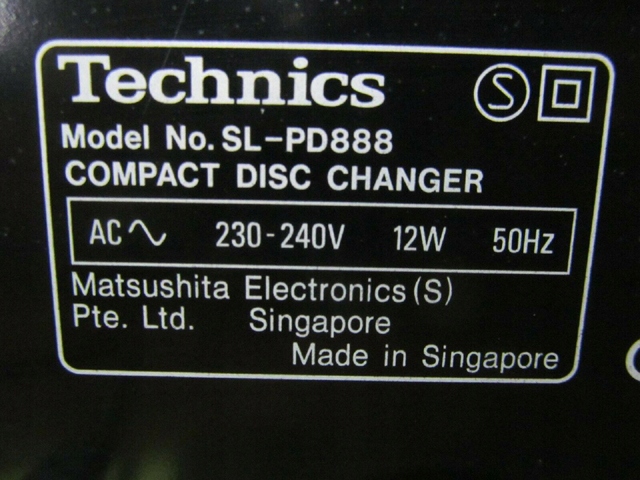 Technics
S
Model No. SL-PD888
COMPACT DISC CHANGER
AC 230-240V 12W 50Hz
Matsushita Electronics (S)
Pte. Ltd. Singapore
Made in Singapore